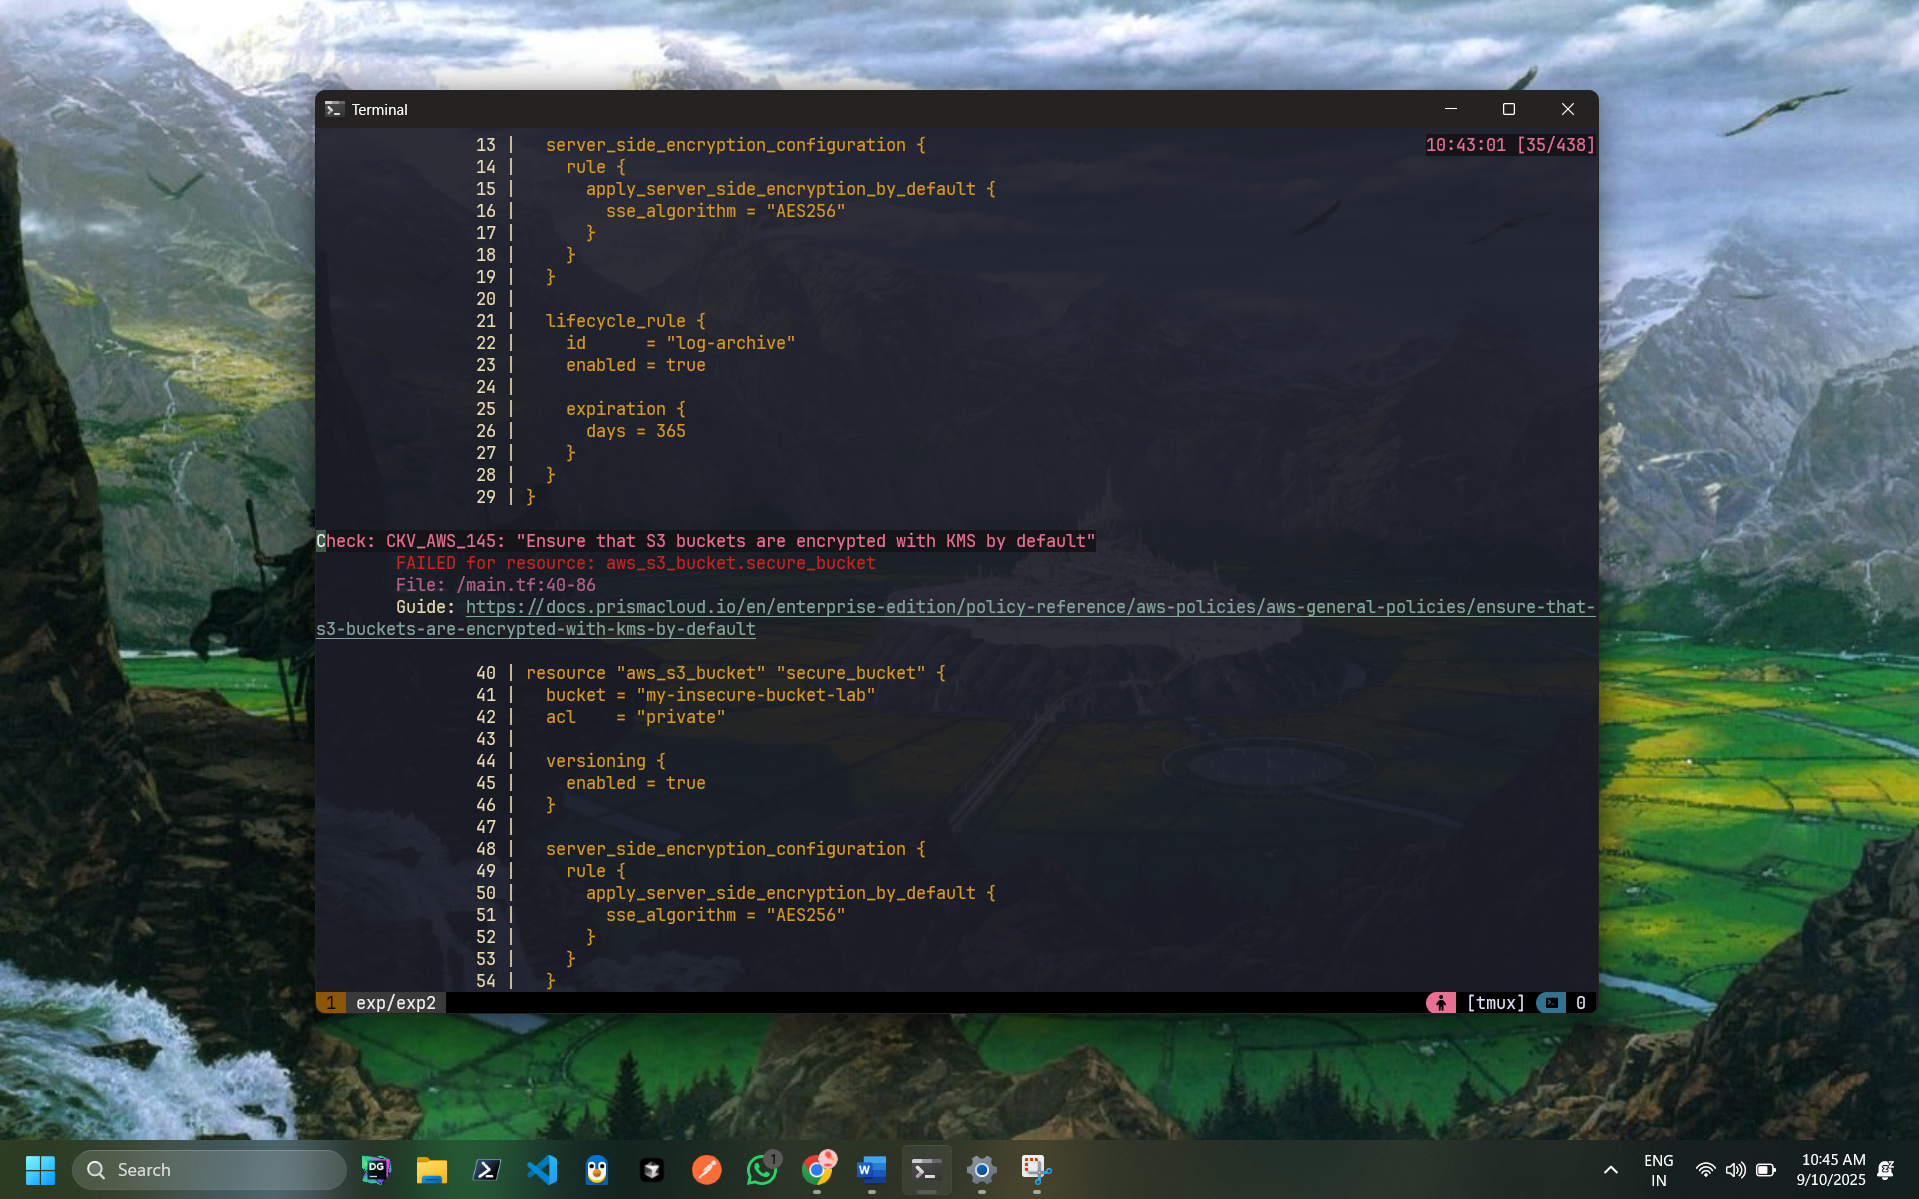 Terminal
10:43:01 [35/438]
13 |   server_side_encryption_configuration {
14 |     rule {
15 |       apply_server_side_encryption_by_default {
16 |         sse_algorithm = "AES256"
17 |       }
18 |     }
19 |   }
20 |
21 |   lifecycle_rule {
22 |     id      = "log-archive"
23 |     enabled = true
24 |
25 |     expiration {
26 |       days = 365
27 |     }
28 |   }
29 | }
Check: CKV_AWS_145: "Ensure that S3 buckets are encrypted with KMS by default"
FAILED for resource: aws_s3_bucket.secure_bucket
File: /main.tf:40-86
Guide: https://docs.prismacloud.io/en/enterprise-edition/policy-reference/aws-policies/aws-general-policies/ensure-that-
s3-buckets-are-encrypted-with-kms-by-default
40 | resource "aws_s3_bucket" "secure_bucket" {
41 |   bucket = "my-insecure-bucket-lab"
42 |   acl    = "private"
43 |
44 |   versioning {
45 |     enabled = true
46 |   }
47 |
48 |   server_side_encryption_configuration {
49 |     rule {
50 |       apply_server_side_encryption_by_default {
51 |         sse_algorithm = "AES256"
52 |       }
53 |     }
54 |   }
1 exp/exp2 [tmux] 0
Search
DG
1
W
ENG
IN
10:45 AM
9/10/2025